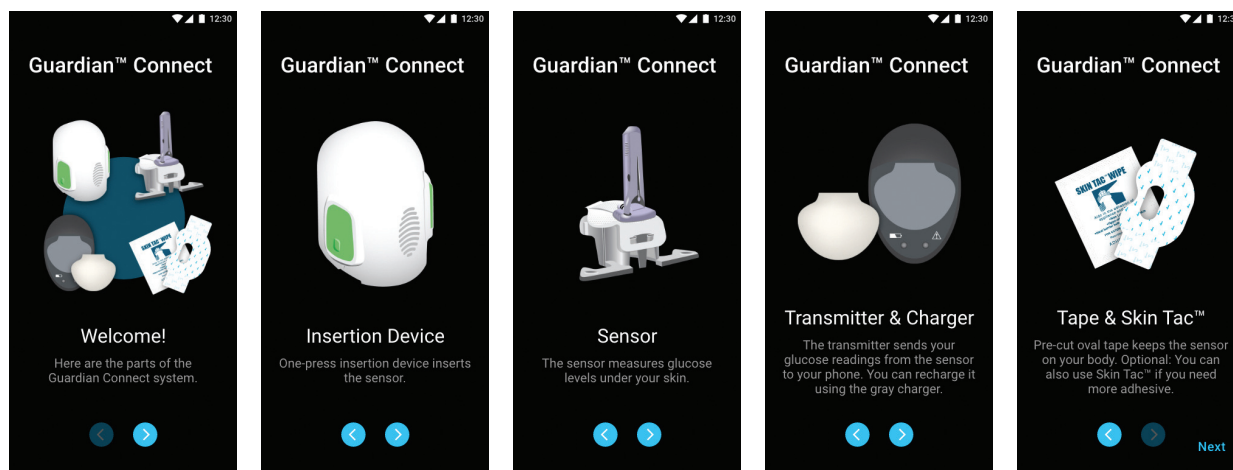 12:30
Guardian™ Connect
SKIN TAC™ WIPE
Welcome!
Here are the parts of the
Guardian Connect system.
12:30
Guardian™ Connect
Insertion Device
One-press insertion device inserts
the sensor.
12:30
Guardian™ Connect
Sensor
The sensor measures glucose
levels under your skin.
12:30
Guardian™ Connect
Transmitter & Charger
The transmitter sends your
glucose readings from the sensor
to your phone. You can recharge it
using the gray charger.
Guardian™ Connect
SKIN TAC™ WIPE
Tape & Skin Tac™
Pre-cut oval tape keeps the sensor
on your body. Optional: You can
also use Skin Tac™ if you need
more adhesive.
Next